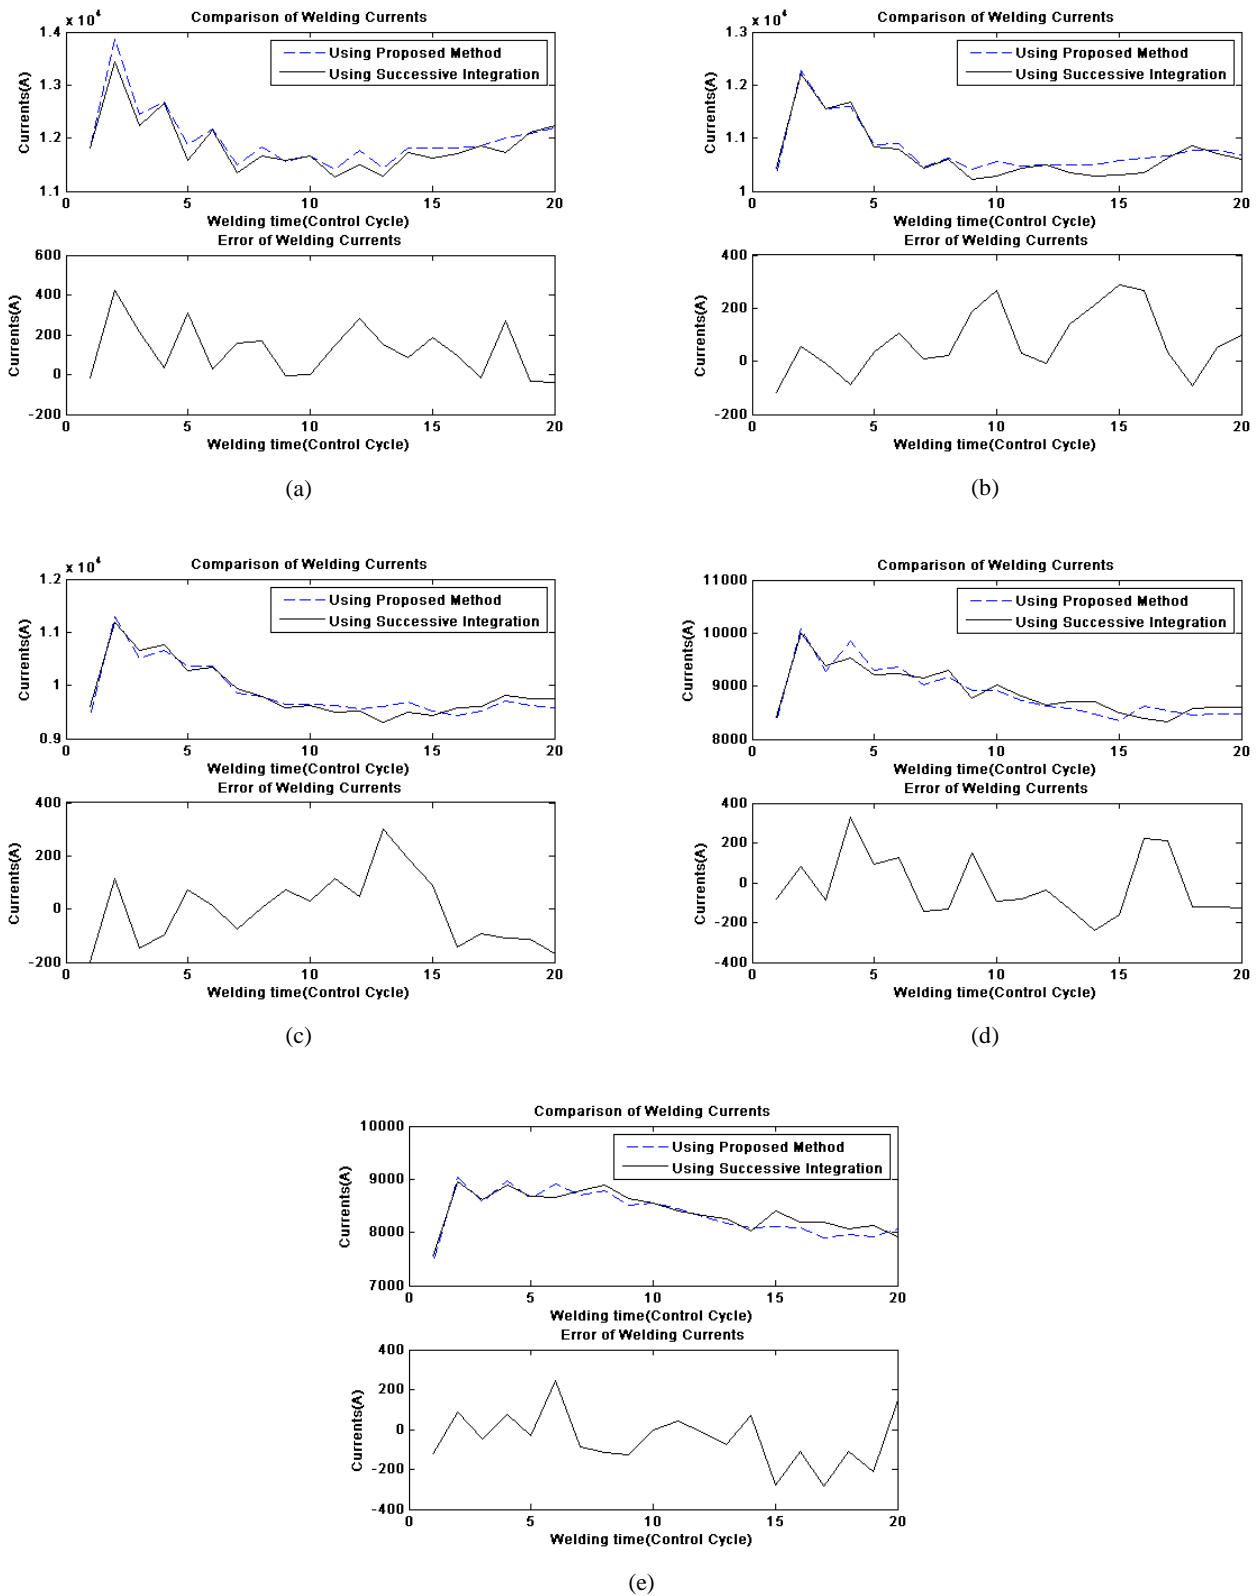 Comparison of Welding Currents
x 10⁴
1.4
1.3
1.2
1.1
Currents(A)
Using Proposed Method
Using Successive Integration
0 5 10 15 20
Welding time(Control Cycle)
Error of Welding Currents
600
400
200
0
-200
Currents(A)
0 5 10 15 20
Welding time(Control Cycle)
(a)
Comparison of Welding Currents
x 10⁴
1.3
1.2
1.1
1
Currents(A)
Using Proposed Method
Using Successive Integration
0 5 10 15 20
Welding time(Control Cycle)
Error of Welding Currents
400
200
0
-200
Currents(A)
0 5 10 15 20
Welding time(Control Cycle)
(b)
Comparison of Welding Currents
x 10⁴
1.2
1.1
1
0.9
Currents(A)
Using Proposed Method
Using Successive Integration
0 5 10 15 20
Welding time(Control Cycle)
Error of Welding Currents
400
200
0
-200
Currents(A)
0 5 10 15 20
Welding time(Control Cycle)
(c)
Comparison of Welding Currents
11000
10000
9000
8000
Currents(A)
Using Proposed Method
Using Successive Integration
0 5 10 15 20
Welding time(Control Cycle)
Error of Welding Currents
400
200
0
-200
-400
Currents(A)
0 5 10 15 20
Welding time(Control Cycle)
(d)
Comparison of Welding Currents
10000
9000
8000
7000
Currents(A)
Using Proposed Method
Using Successive Integration
0 5 10 15 20
Welding time(Control Cycle)
Error of Welding Currents
400
200
0
-200
-400
Currents(A)
0 5 10 15 20
Welding time(Control Cycle)
(e)